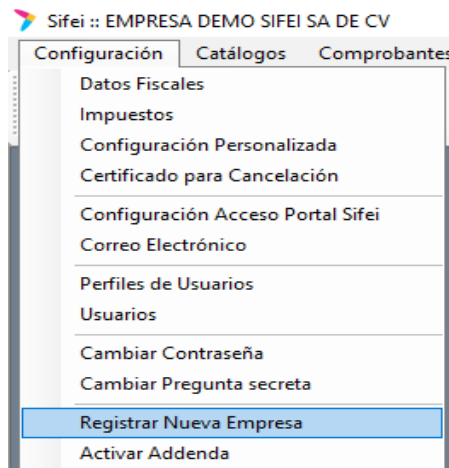 Sifei :: EMPRESA DEMO SIFEI SA DE CV
Configuración Catálogos Comprobantes
Datos Fiscales
Impuestos
Configuración Personalizada
Certificado para Cancelación
Configuración Acceso Portal Sifei
Correo Electrónico
Perfiles de Usuarios
Usuarios
Cambiar Contraseña
Cambiar Pregunta secreta
Registrar Nueva Empresa
Activar Addenda